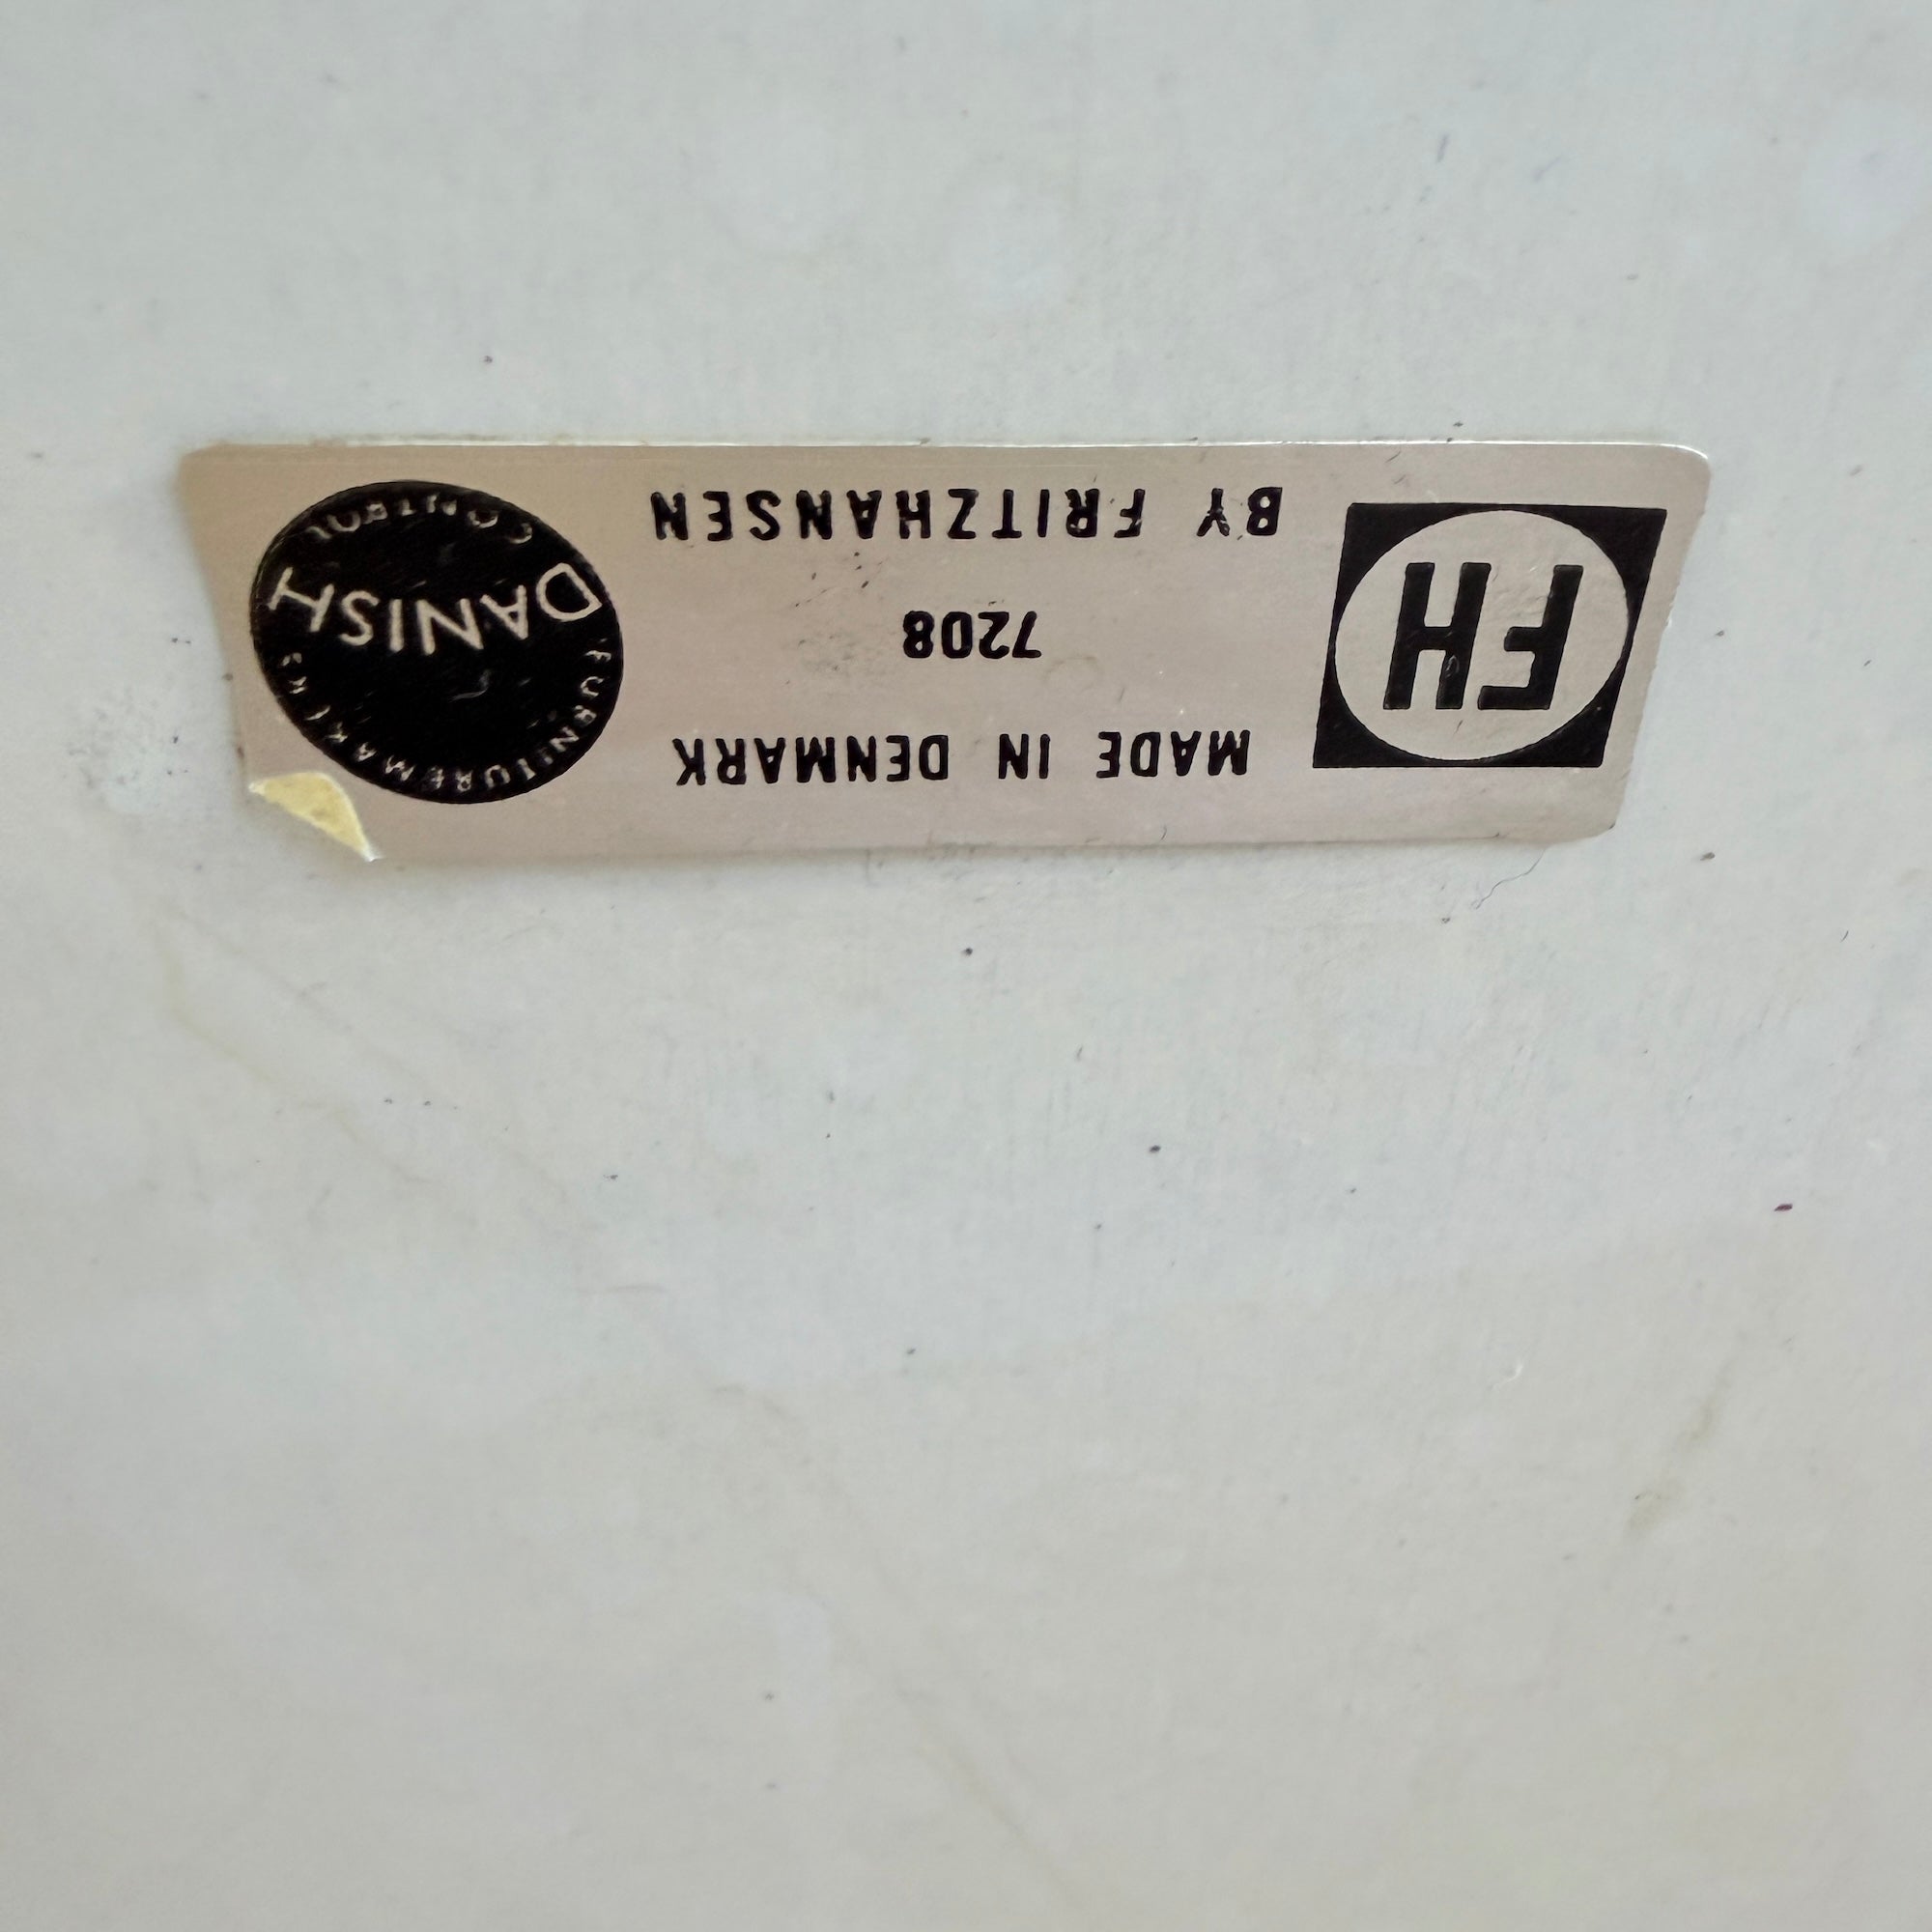 FH
MADE IN DENMARK
7208
BY FRITZHANSEN
FURNITUREMAKERS
DANISH
CONTROL